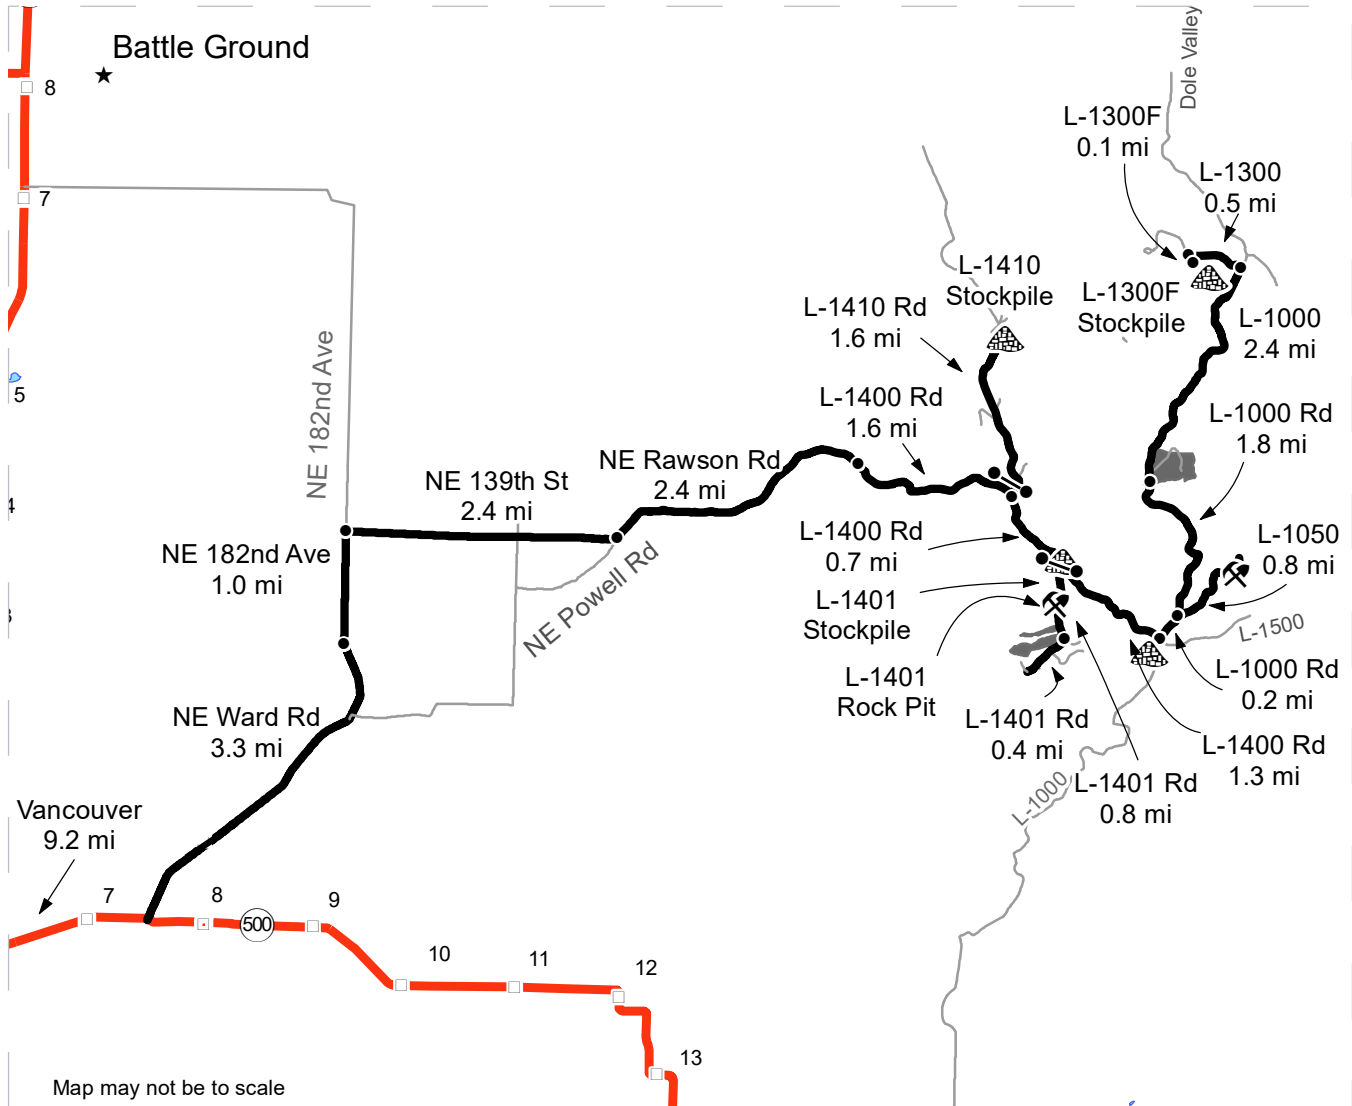 Battle Ground
8
7
5
4
NE 182nd Ave
NE 182nd Ave
1.0 mi
NE 139th St
2.4 mi
NE Rawson Rd
2.4 mi
NE Powell Rd
NE Ward Rd
3.3 mi
Vancouver
9.2 mi
7
8
500
9
10
11
12
13
Map may not be to scale
Dole Valley
L-1300F
0.1 mi
L-1300
0.5 mi
L-1410
Stockpile
L-1300F
Stockpile
L-1410 Rd
1.6 mi
L-1000
2.4 mi
L-1400 Rd
1.6 mi
L-1000 Rd
1.8 mi
L-1400 Rd
0.7 mi
L-1050
0.8 mi
L-1401
Stockpile
L-1500
L-1401
Rock Pit
L-1000 Rd
0.2 mi
L-1401 Rd
0.4 mi
L-1400 Rd
1.3 mi
L-1401 Rd
0.8 mi
L-1000